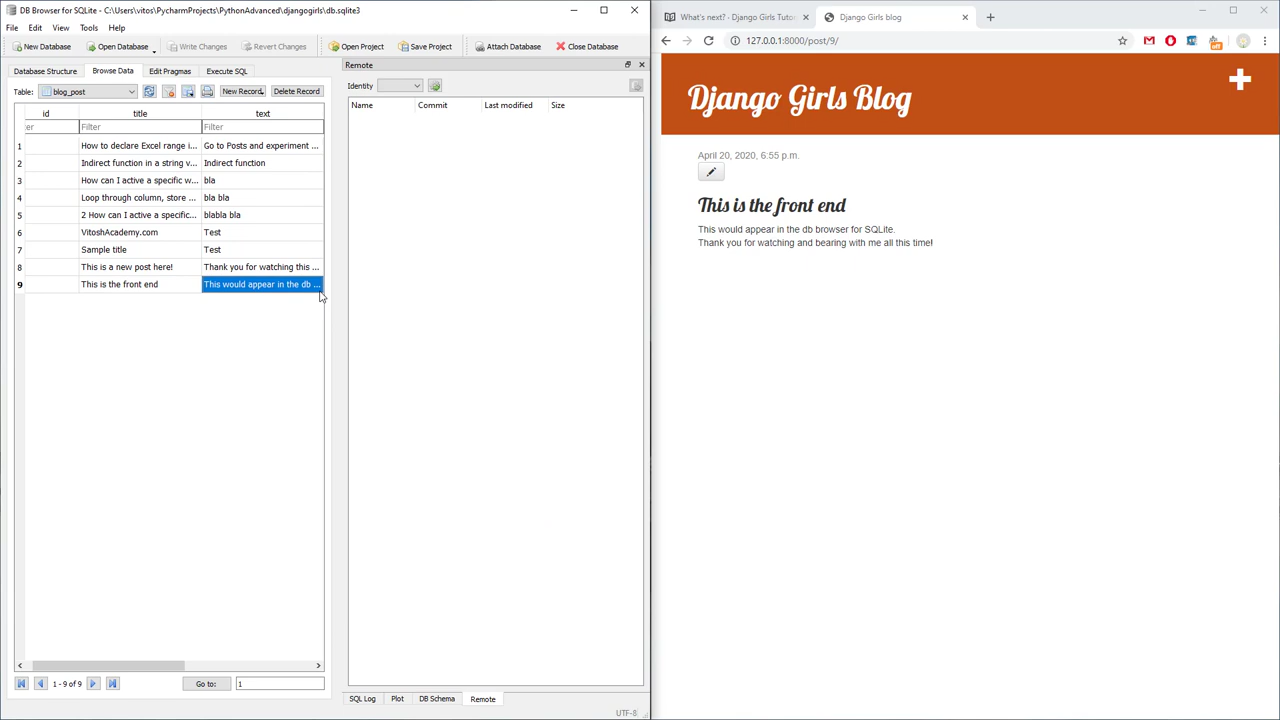 DB Browser for SQLite - C:\Users\vitos\PycharmProjects\PythonAdvanced\djangogirls\db.sqlite3
File Edit View Tools Help
New Database Open Database Write Changes Revert Changes Open Project Save Project Attach Database Close Database
Database Structure Browse Data Edit Pragmas Execute SQL
Table: blog_post New Record Delete Record
id title text
er Filter Filter
1 How to declare Excel range i... Go to Posts and experiment ...
2 Indirect function in a string v... Indirect function
3 How can I active a specific w... bla
4 Loop through column, store ... bla bla
5 2 How can I active a specific... blabla bla
6 VitoshAcademy.com Test
7 Sample title Test
8 This is a new post here! Thank you for watching this ...
9 This is the front end This would appear in the db ...
1 - 9 of 9 Go to: 1
Remote
Identity
Name Commit Last modified Size
SQL Log Plot DB Schema Remote
UTF-8
What's next? · Django Girls Tutor
Django Girls blog
127.0.0.1:8000/post/9/
off
Django Girls Blog
April 20, 2020, 6:55 p.m.
This is the front end
This would appear in the db browser for SQLite.
Thank you for watching and bearing with me all this time!